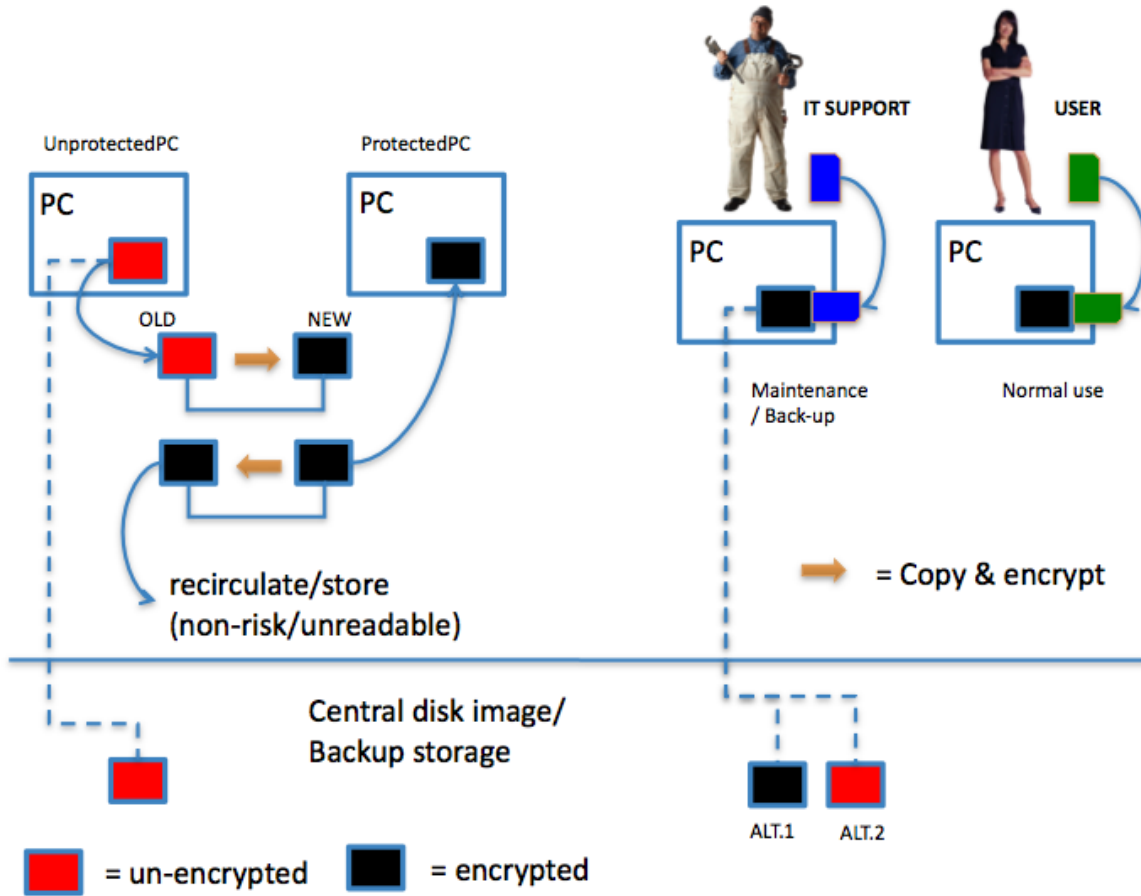 IT SUPPORT
USER
UnprotectedPC
ProtectedPC
PC
PC
PC
PC
OLD
NEW
Maintenance
/ Back-up
Normal use
= Copy & encrypt
recirculate/store
(non-risk/unreadable)
Central disk image/
Backup storage
ALT.1
ALT.2
= un-encrypted
= encrypted